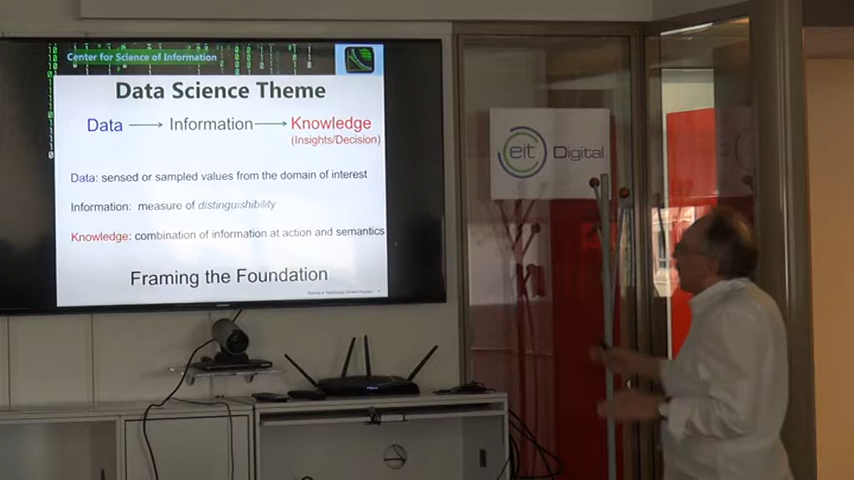 Center for Science of Information
Data Science Theme
Data → Information → Knowledge
(Insights/Decision)
Data: sensed or sampled values from the domain of interest
Information: measure of distinguishibility
Knowledge: combination of information at action and semantics
Framing the Foundation
eit Digital